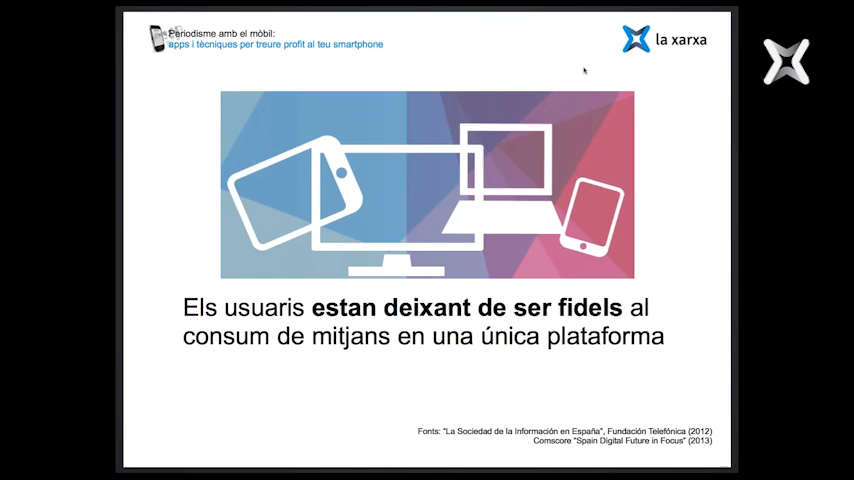 Periodisme amb el mòbil:
apps i tècniques per treure profit al teu smartphone
la xarxa
Els usuaris estan deixant de ser fidels al
consum de mitjans en una única plataforma
Fonts: "La Sociedad de la Información en España", Fundación Telefónica (2012)
Comscore "Spain Digital Future in Focus" (2013)